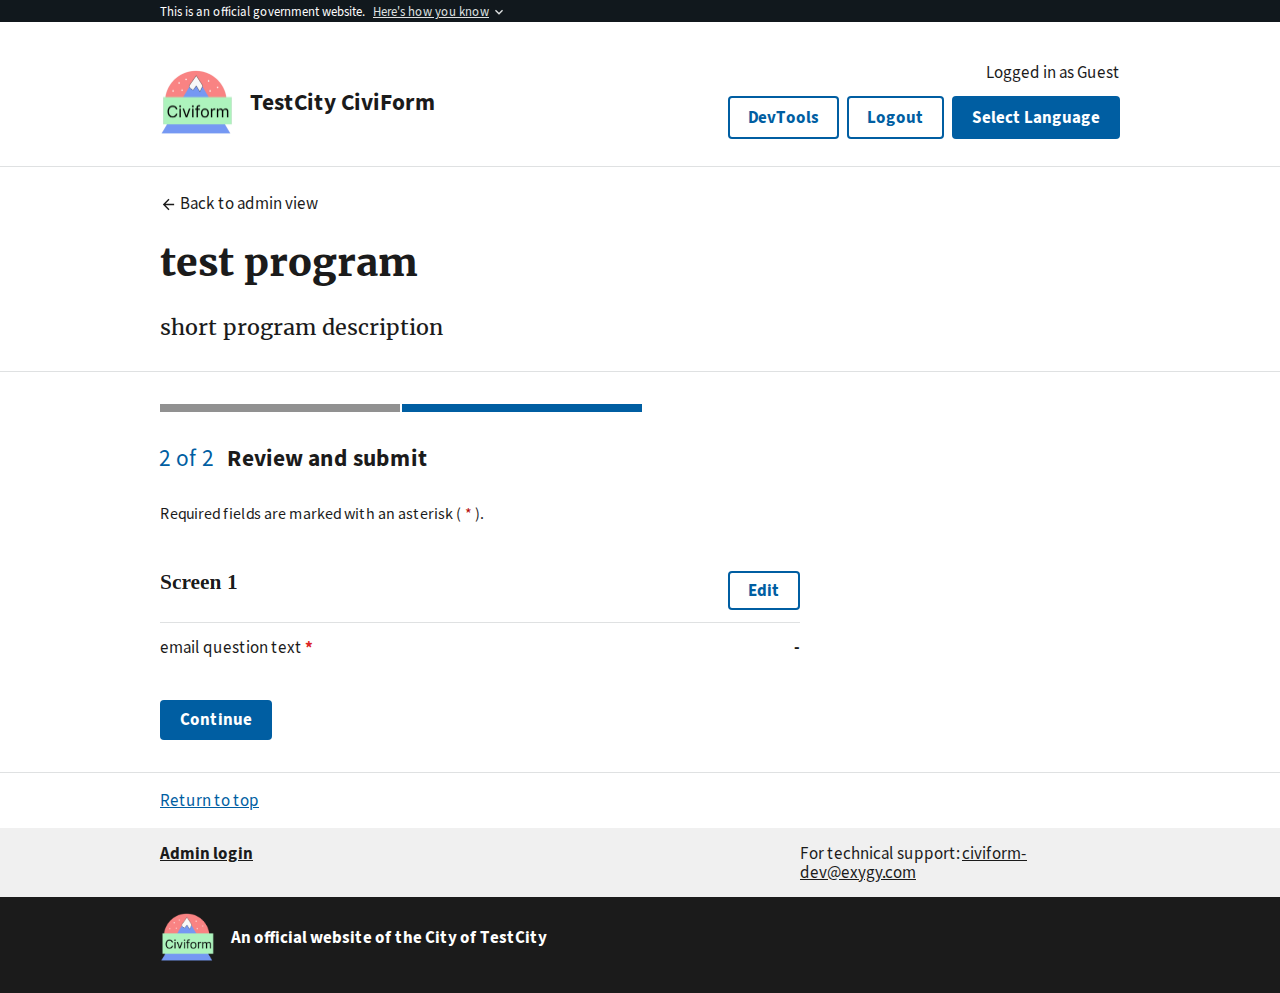 This is an official government website. Here's how you know
Logged in as Guest
Civiform
TestCity CiviForm
DevTools
Logout
Select Language
Back to admin view
test program
short program description
2 of 2 Review and submit
Required fields are marked with an asterisk ( * ).
Screen 1
Edit
email question text *
-
Continue
Return to top
Admin login
For technical support: civiform-
dev@exygy.com
Civiform
An official website of the City of TestCity